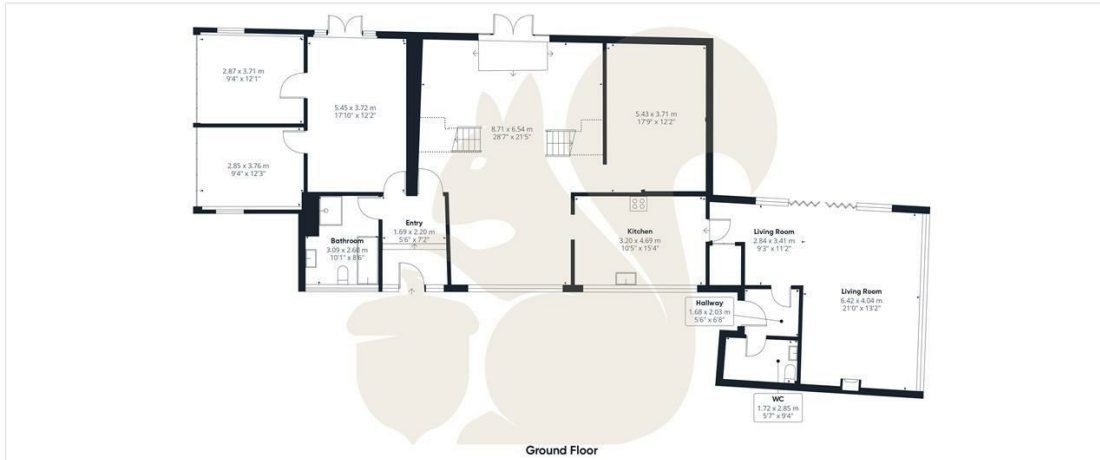 2.87 x 3.71 m
9'4" x 12'1"
5.45 x 3.72 m
17'10" x 12'2"
8.71 x 6.54 m
28'7" x 21'5"
5.43 x 3.71 m
17'9" x 12'2"
2.85 x 3.76 m
9'4" x 12'3"
Bathroom
3.09 x 2.60 m
10'1" x 8'6"
Entry
1.69 x 2.20 m
5'6" x 7'2"
Kitchen
3.20 x 4.69 m
10'5" x 15'4"
Living Room
2.84 x 3.41 m
9'3" x 11'2"
Living Room
6.42 x 4.04 m
21'0" x 13'2"
Hallway
1.68 x 2.03 m
5'6" x 6'8"
WC
1.72 x 2.85 m
5'7" x 9'4"
Ground Floor